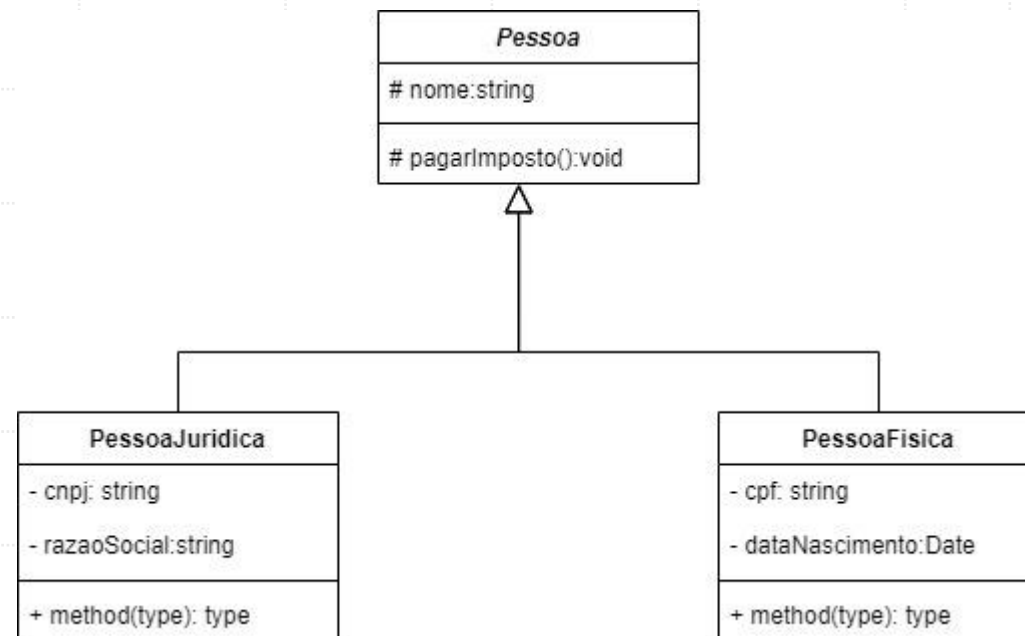 Pessoa
# nome:string
# pagarImposto():void
PessoaJuridica
- cnpj: string
- razaoSocial:string
+ method(type): type
PessoaFisica
- cpf: string
- dataNascimento:Date
+ method(type): type